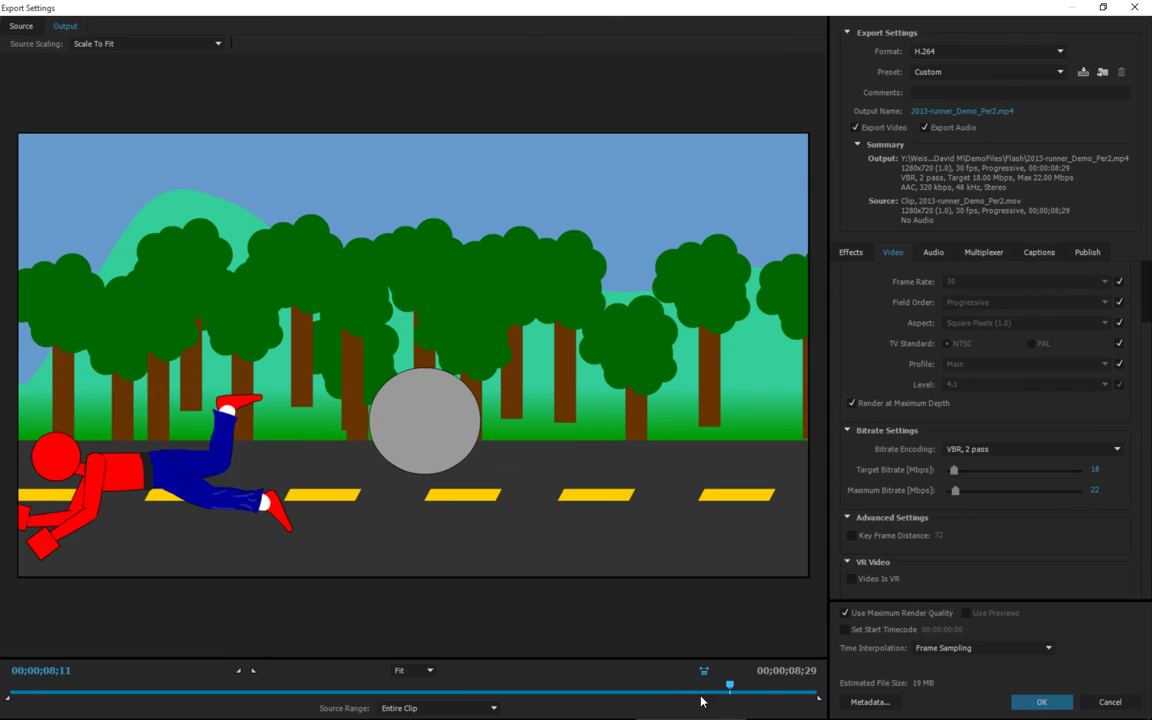 Export Settings
Source Output
Source Scaling: Scale To Fit
Export Settings
Format: H.264
Preset: Custom
Comments:
Output Name: 2013-runner_Demo_Per2.mp4
Export Video Export Audio
Summary
Output: Y:\Weis...David M\DemoFiles\Flash\2013-runner_Demo_Per2.mp4
1280x720 (1.0), 30 fps, Progressive, 00:00:08:29
VBR, 2 pass, Target 18.00 Mbps, Max 22.00 Mbps
AAC, 320 kbps, 48 kHz, Stereo
Source: Clip, 2013-runner_Demo_Per2.mov
1280x720 (1.0), 30 fps, Progressive, 00;00;08;29
No Audio
Effects Video Audio Multiplexer Captions Publish
Frame Rate: 30
Field Order: Progressive
Aspect: Square Pixels (1.0)
TV Standard: NTSC PAL
Profile: Main
Level: 4.1
Render at Maximum Depth
Bitrate Settings
Bitrate Encoding: VBR, 2 pass
Target Bitrate [Mbps]: 18
Maximum Bitrate [Mbps]: 22
Advanced Settings
Key Frame Distance: 72
VR Video
Video Is VR
Use Maximum Render Quality Use Previews
Set Start Timecode 00:00:00:00
Time Interpolation: Frame Sampling
Estimated File Size: 19 MB
Metadata... OK Cancel
00;00;08;11 Fit 00;00;08;29
Source Range: Entire Clip